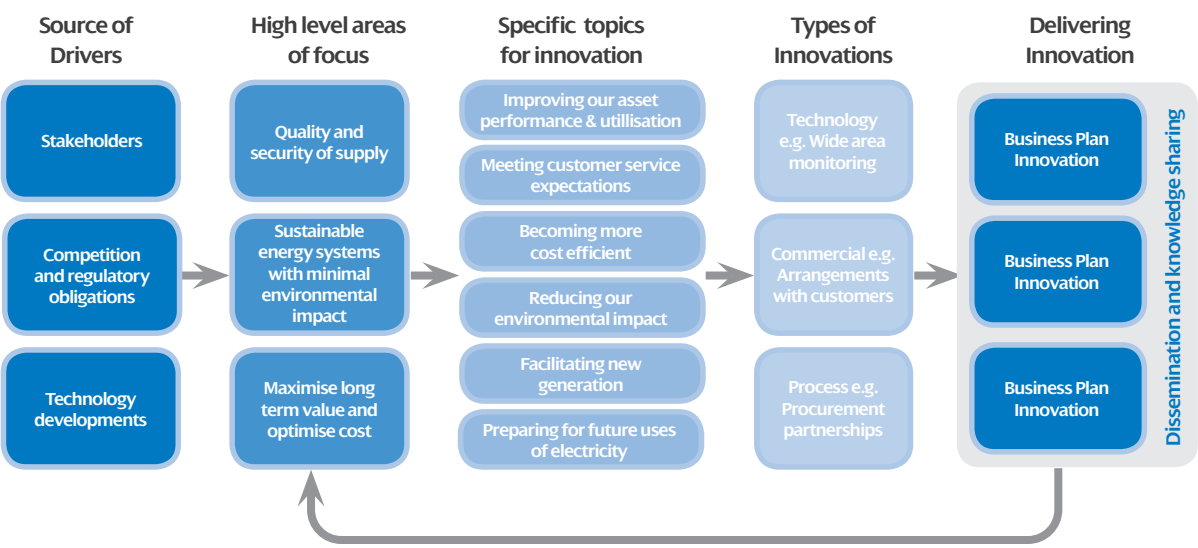 Source of
Drivers
High level areas
of focus
Specific topics
for innovation
Types of
Innovations
Delivering
Innovation
Stakeholders
Competition
and regulatory
obligations
Technology
developments
Quality and
security of supply
Sustainable
energy systems
with minimal
environmental
impact
Maximise long
term value and
optimise cost
Improving our asset
performance & utilisation
Meeting customer service
expectations
Becoming more
cost efficient
Reducing our
environmental impact
Facilitating new
generation
Preparing for future uses
of electricity
Technology
e.g. Wide area
monitoring
Commercial e.g.
Arrangements
with customers
Process e.g.
Procurement
partnerships
Business Plan
Innovation
Business Plan
Innovation
Business Plan
Innovation
Dissemination and knowledge sharing